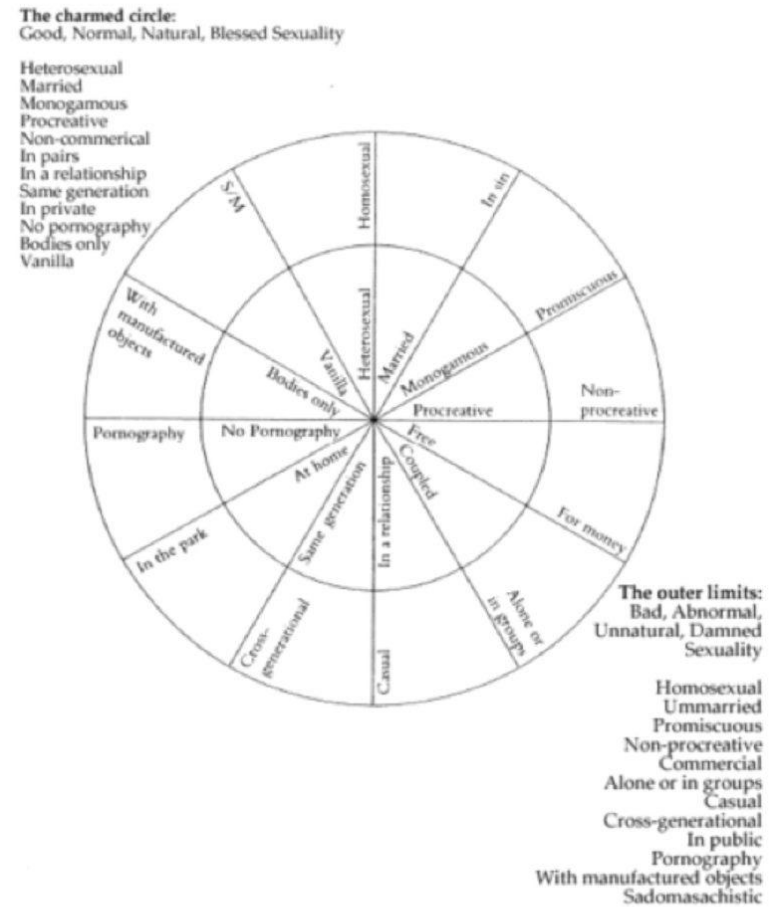 The charmed circle:
Good, Normal, Natural, Blessed Sexuality
Heterosexual
Married
Monogamous
Procreative
Non-commerical
In pairs
In a relationship
Same generation
In private
No pornography
Bodies only
Vanilla
S/M
Homosexual
In sin
Promiscuous
Non-
procreative
For money
Alone or
in groups
Casual
Cross-
generational
In the park
Pornography
With
manufactured
objects
Vanilla
Heterosexual
Married
Monogamous
Procreative
Free
Coupled
In a relationship
Same generation
At home
No Pornography
Bodies only
The outer limits:
Bad, Abnormal,
Unnatural, Damned
Sexuality
Homosexual
Ummarried
Promiscuous
Non-procreative
Commercial
Alone or in groups
Casual
Cross-generational
In public
Pornography
With manufactured objects
Sadomasachistic